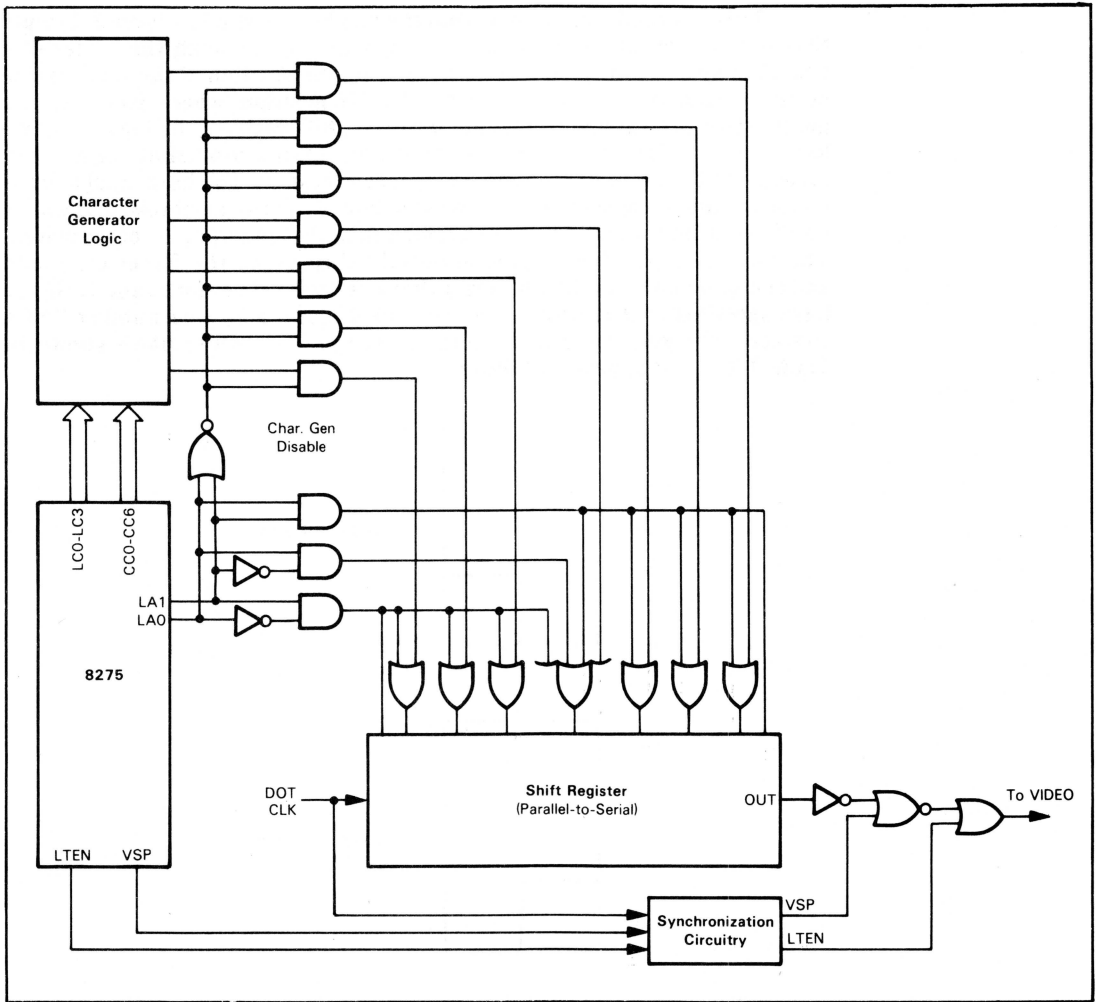 Character
Generator
Logic
Char. Gen
Disable
LC0-LC3
CC0-CC6
LA1
LA0
8275
DOT
CLK
Shift Register
(Parallel-to-Serial)
OUT
To VIDEO
LTEN
VSP
VSP
Synchronization
Circuitry
LTEN